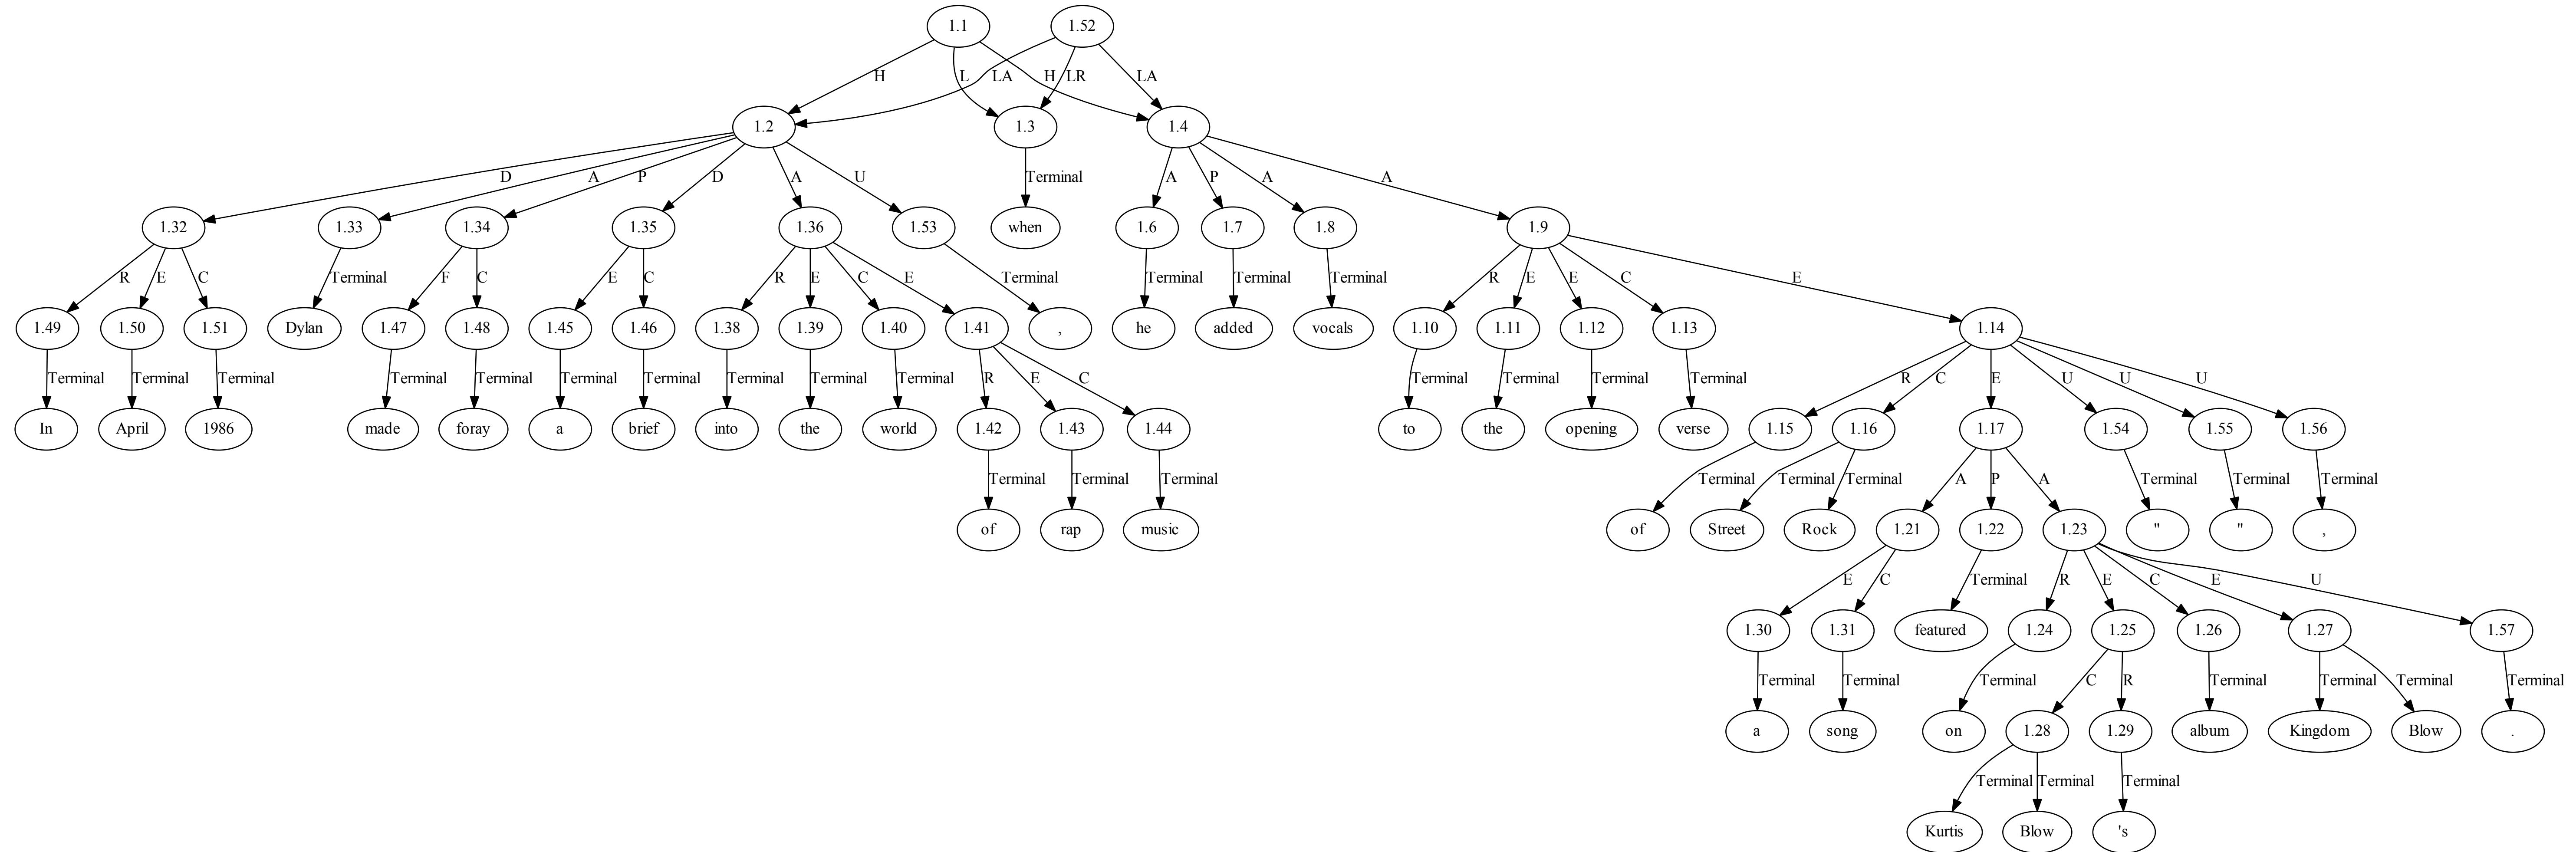 1.1 1.52
H L H LA LR LA
1.2 1.3 1.4
D A P D A U Terminal A P A A
1.32 1.33 1.34 1.35 1.36 1.53 when 1.6 1.7 1.8 1.9
R E C Terminal F C E C R E C E Terminal Terminal Terminal Terminal R E E C E
1.49 1.50 1.51 Dylan 1.47 1.48 1.45 1.46 1.38 1.39 1.40 1.41 , he added vocals 1.10 1.11 1.12 1.13 1.14
Terminal Terminal Terminal Terminal Terminal Terminal Terminal Terminal Terminal Terminal R E C Terminal Terminal Terminal Terminal R C E U U U
In April 1986 made foray a brief into the world 1.42 1.43 1.44 to the opening verse 1.15 1.16 1.17 1.54 1.55 1.56
Terminal Terminal Terminal Terminal Terminal Terminal A P A Terminal Terminal Terminal
of rap music of Street Rock 1.21 1.22 1.23 " " ,
E C Terminal R E C E U
1.30 1.31 featured 1.24 1.25 1.26 1.27 1.57
Terminal Terminal Terminal C R Terminal Terminal Terminal Terminal
a song on 1.28 1.29 album Kingdom Blow .
Terminal Terminal Terminal
Kurtis Blow 's